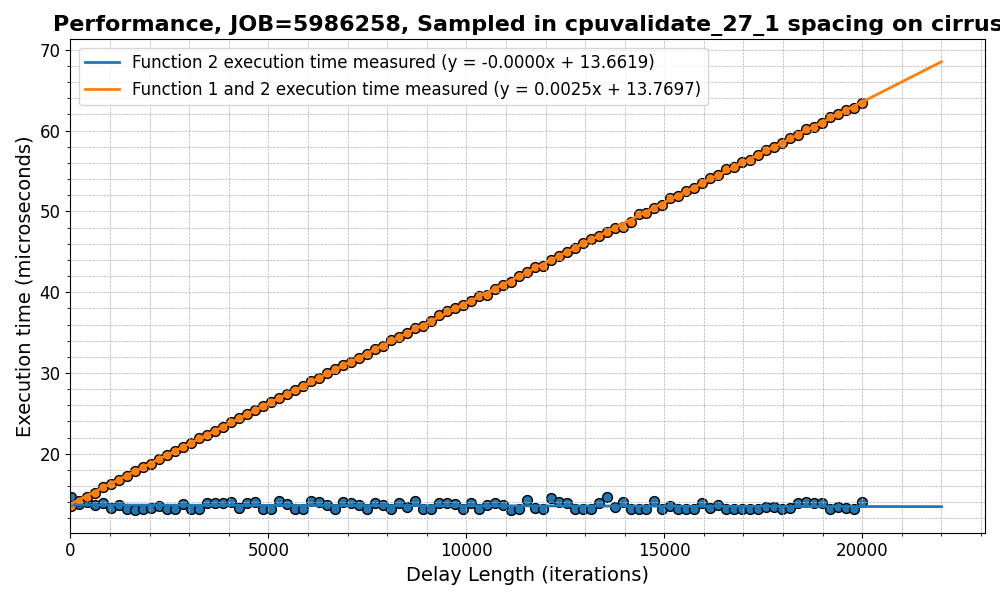 Performance, JOB=5986258, Sampled in cpuvalidate_27_1 spacing on cirrus
Function 2 execution time measured (y = -0.0000x + 13.6619)
Function 1 and 2 execution time measured (y = 0.0025x + 13.7697)
70
60
50
40
30
20
Execution time (microseconds)
0 5000 10000 15000 20000
Delay Length (iterations)